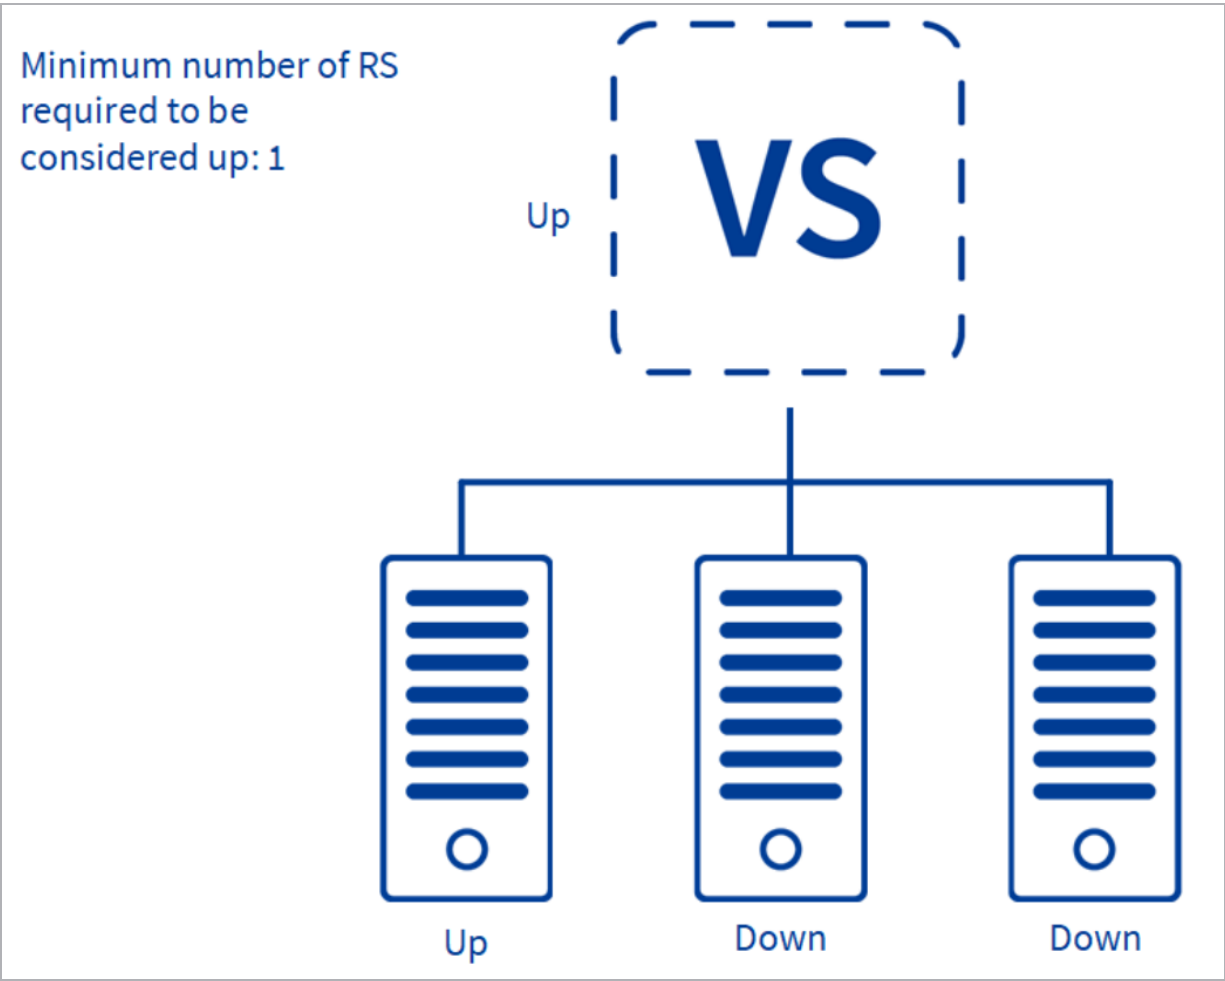 Minimum number of RS
required to be
considered up: 1
Up
VS
Up
Down
Down